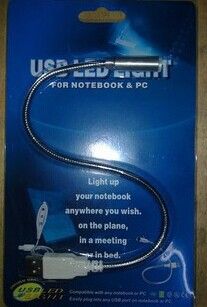 USB LED LIGHT
FOR NOTEBOOK & PC
Light up
your notebook
anywhere you wish.
on the plane,
in a meeting
or in bed.
USB LED
Compatible with any notebook or PC
Easily plug into any USB port on notebook or PC